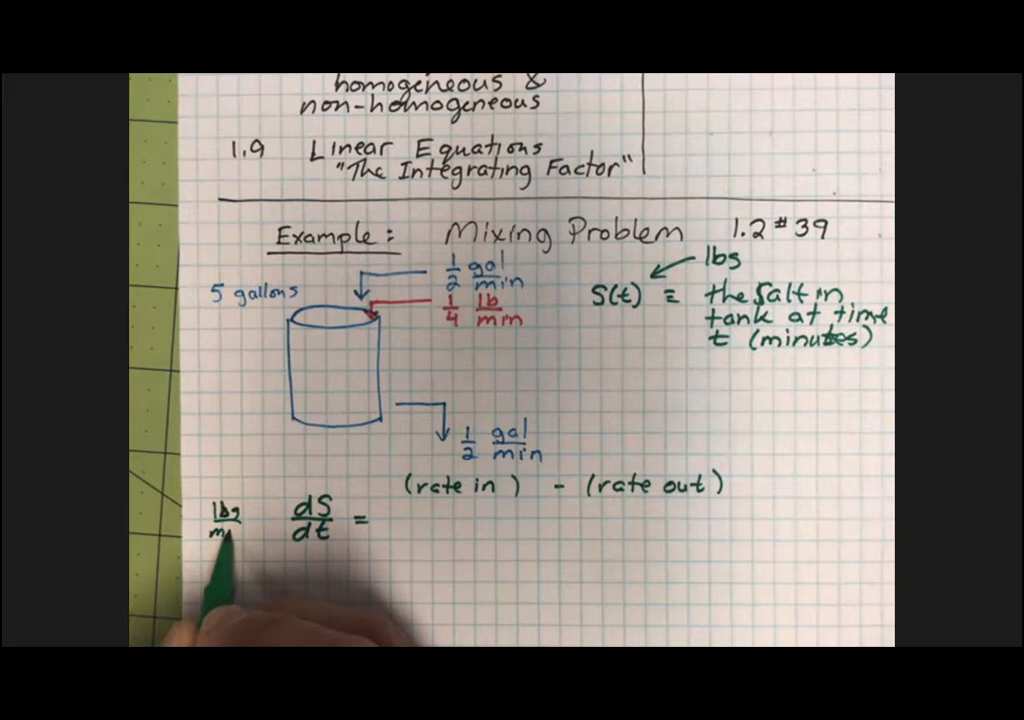 homogeneous &
non-homogeneous
1.9 Linear Equations
"The Integrating Factor"
Example: Mixing Problem 1.2 #39
lbs
1/2 gal/min
5 gallons
S(t) ≡ the salt in
1/4 lb/min
tank at time
t (minutes)
1/2 gal/min
(rate in) - (rate out)
lbs/m dS/dt =